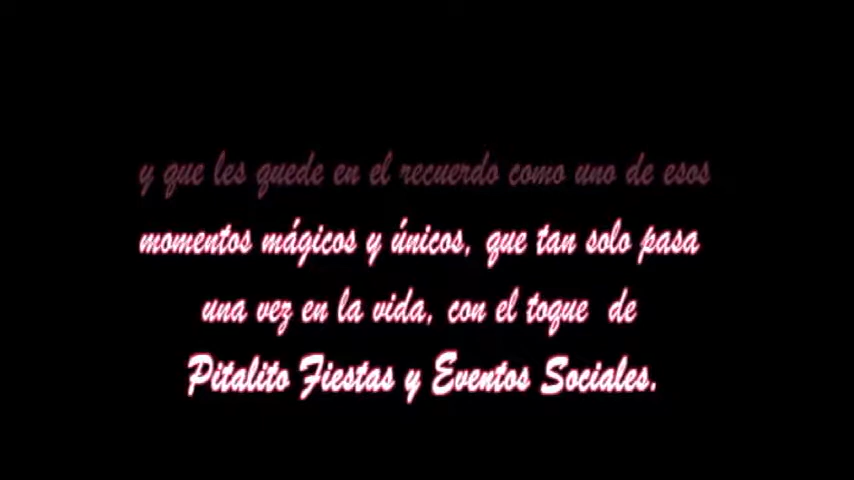 y que les quede en el recuerdo como uno de esos
momentos mágicos y únicos, que tan solo pasa
una vez en la vida, con el toque de
Pitalito Fiestas y Eventos Sociales.